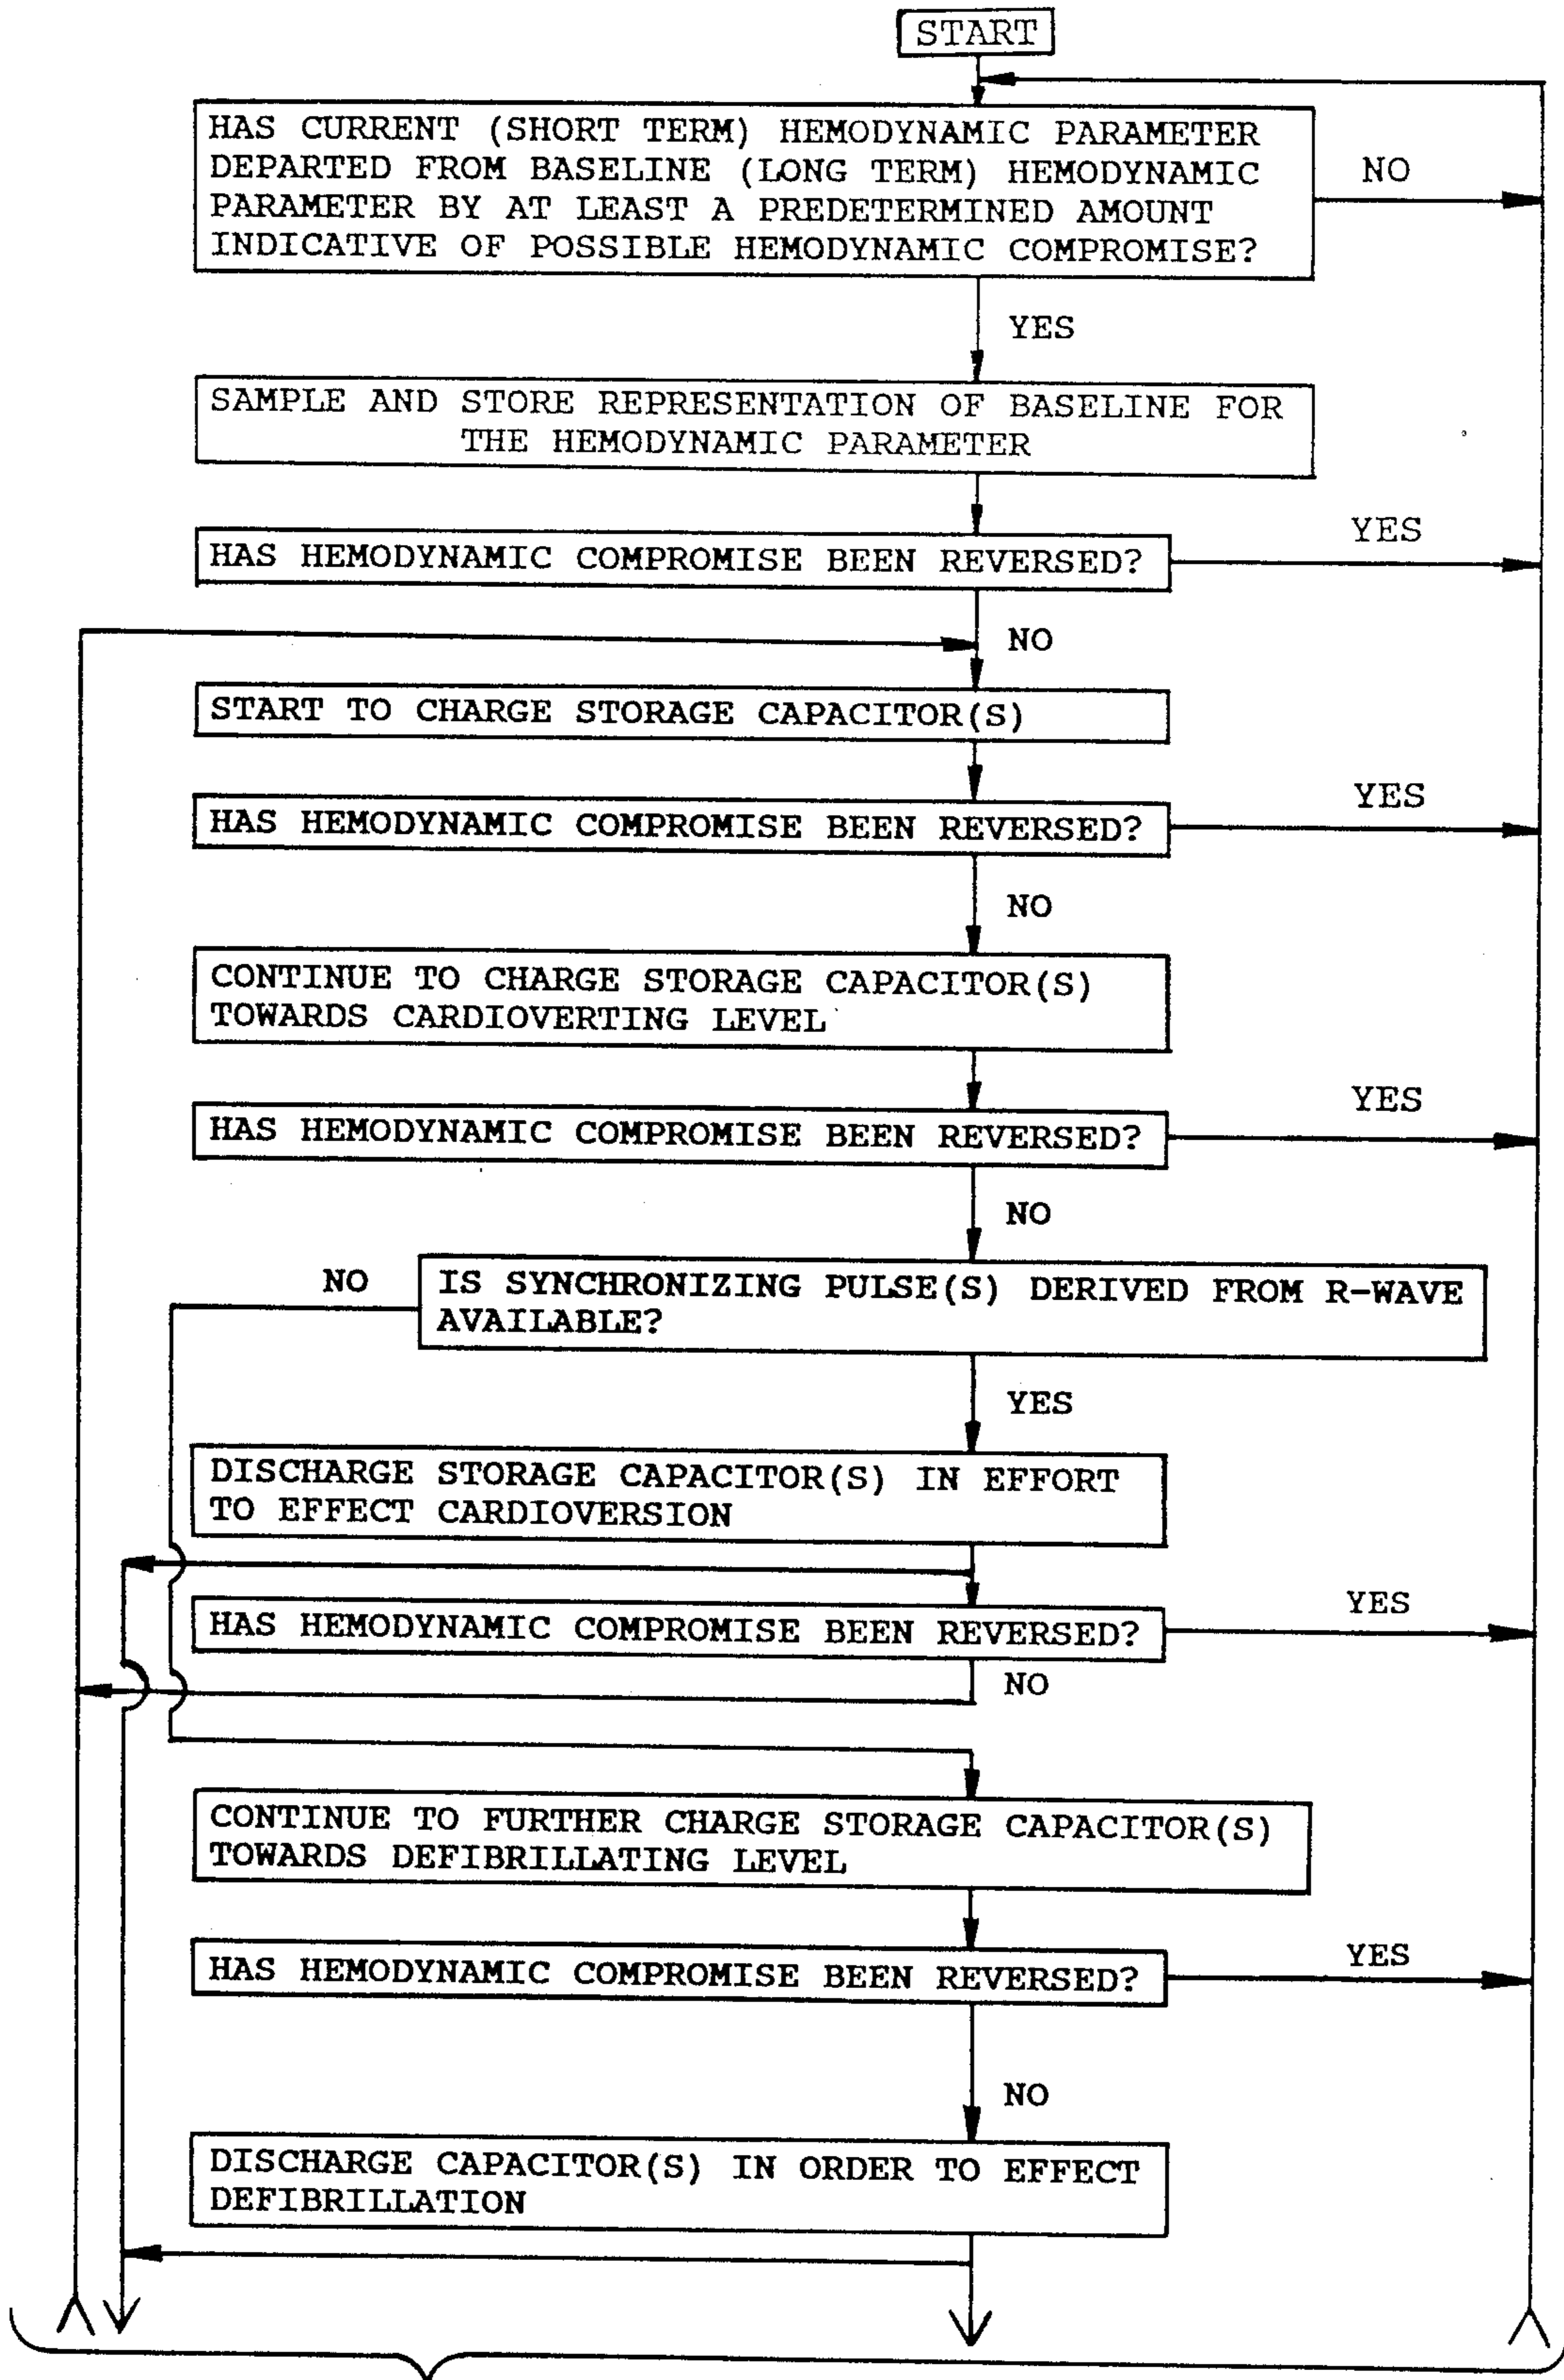 START
HAS CURRENT (SHORT TERM) HEMODYNAMIC PARAMETER
DEPARTED FROM BASELINE (LONG TERM) HEMODYNAMIC
PARAMETER BY AT LEAST A PREDETERMINED AMOUNT
INDICATIVE OF POSSIBLE HEMODYNAMIC COMPROMISE?
NO
YES
SAMPLE AND STORE REPRESENTATION OF BASELINE FOR
THE HEMODYNAMIC PARAMETER
HAS HEMODYNAMIC COMPROMISE BEEN REVERSED?
YES
NO
START TO CHARGE STORAGE CAPACITOR(S)
HAS HEMODYNAMIC COMPROMISE BEEN REVERSED?
YES
NO
CONTINUE TO CHARGE STORAGE CAPACITOR(S)
TOWARDS CARDIOVERTING LEVEL
HAS HEMODYNAMIC COMPROMISE BEEN REVERSED?
YES
NO
NO
IS SYNCHRONIZING PULSE(S) DERIVED FROM R-WAVE
AVAILABLE?
YES
DISCHARGE STORAGE CAPACITOR(S) IN EFFORT
TO EFFECT CARDIOVERSION
HAS HEMODYNAMIC COMPROMISE BEEN REVERSED?
YES
NO
CONTINUE TO FURTHER CHARGE STORAGE CAPACITOR(S)
TOWARDS DEFIBRILLATING LEVEL
HAS HEMODYNAMIC COMPROMISE BEEN REVERSED?
YES
NO
DISCHARGE CAPACITOR(S) IN ORDER TO EFFECT
DEFIBRILLATION